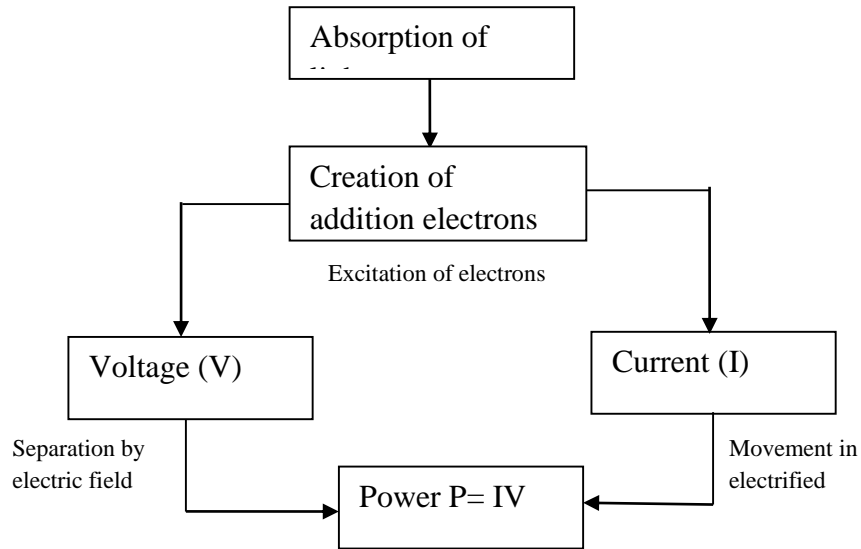 Absorption of
Creation of
addition electrons
Excitation of electrons
Voltage (V)
Current (I)
Separation by
electric field
Movement in
electrified
Power P= IV